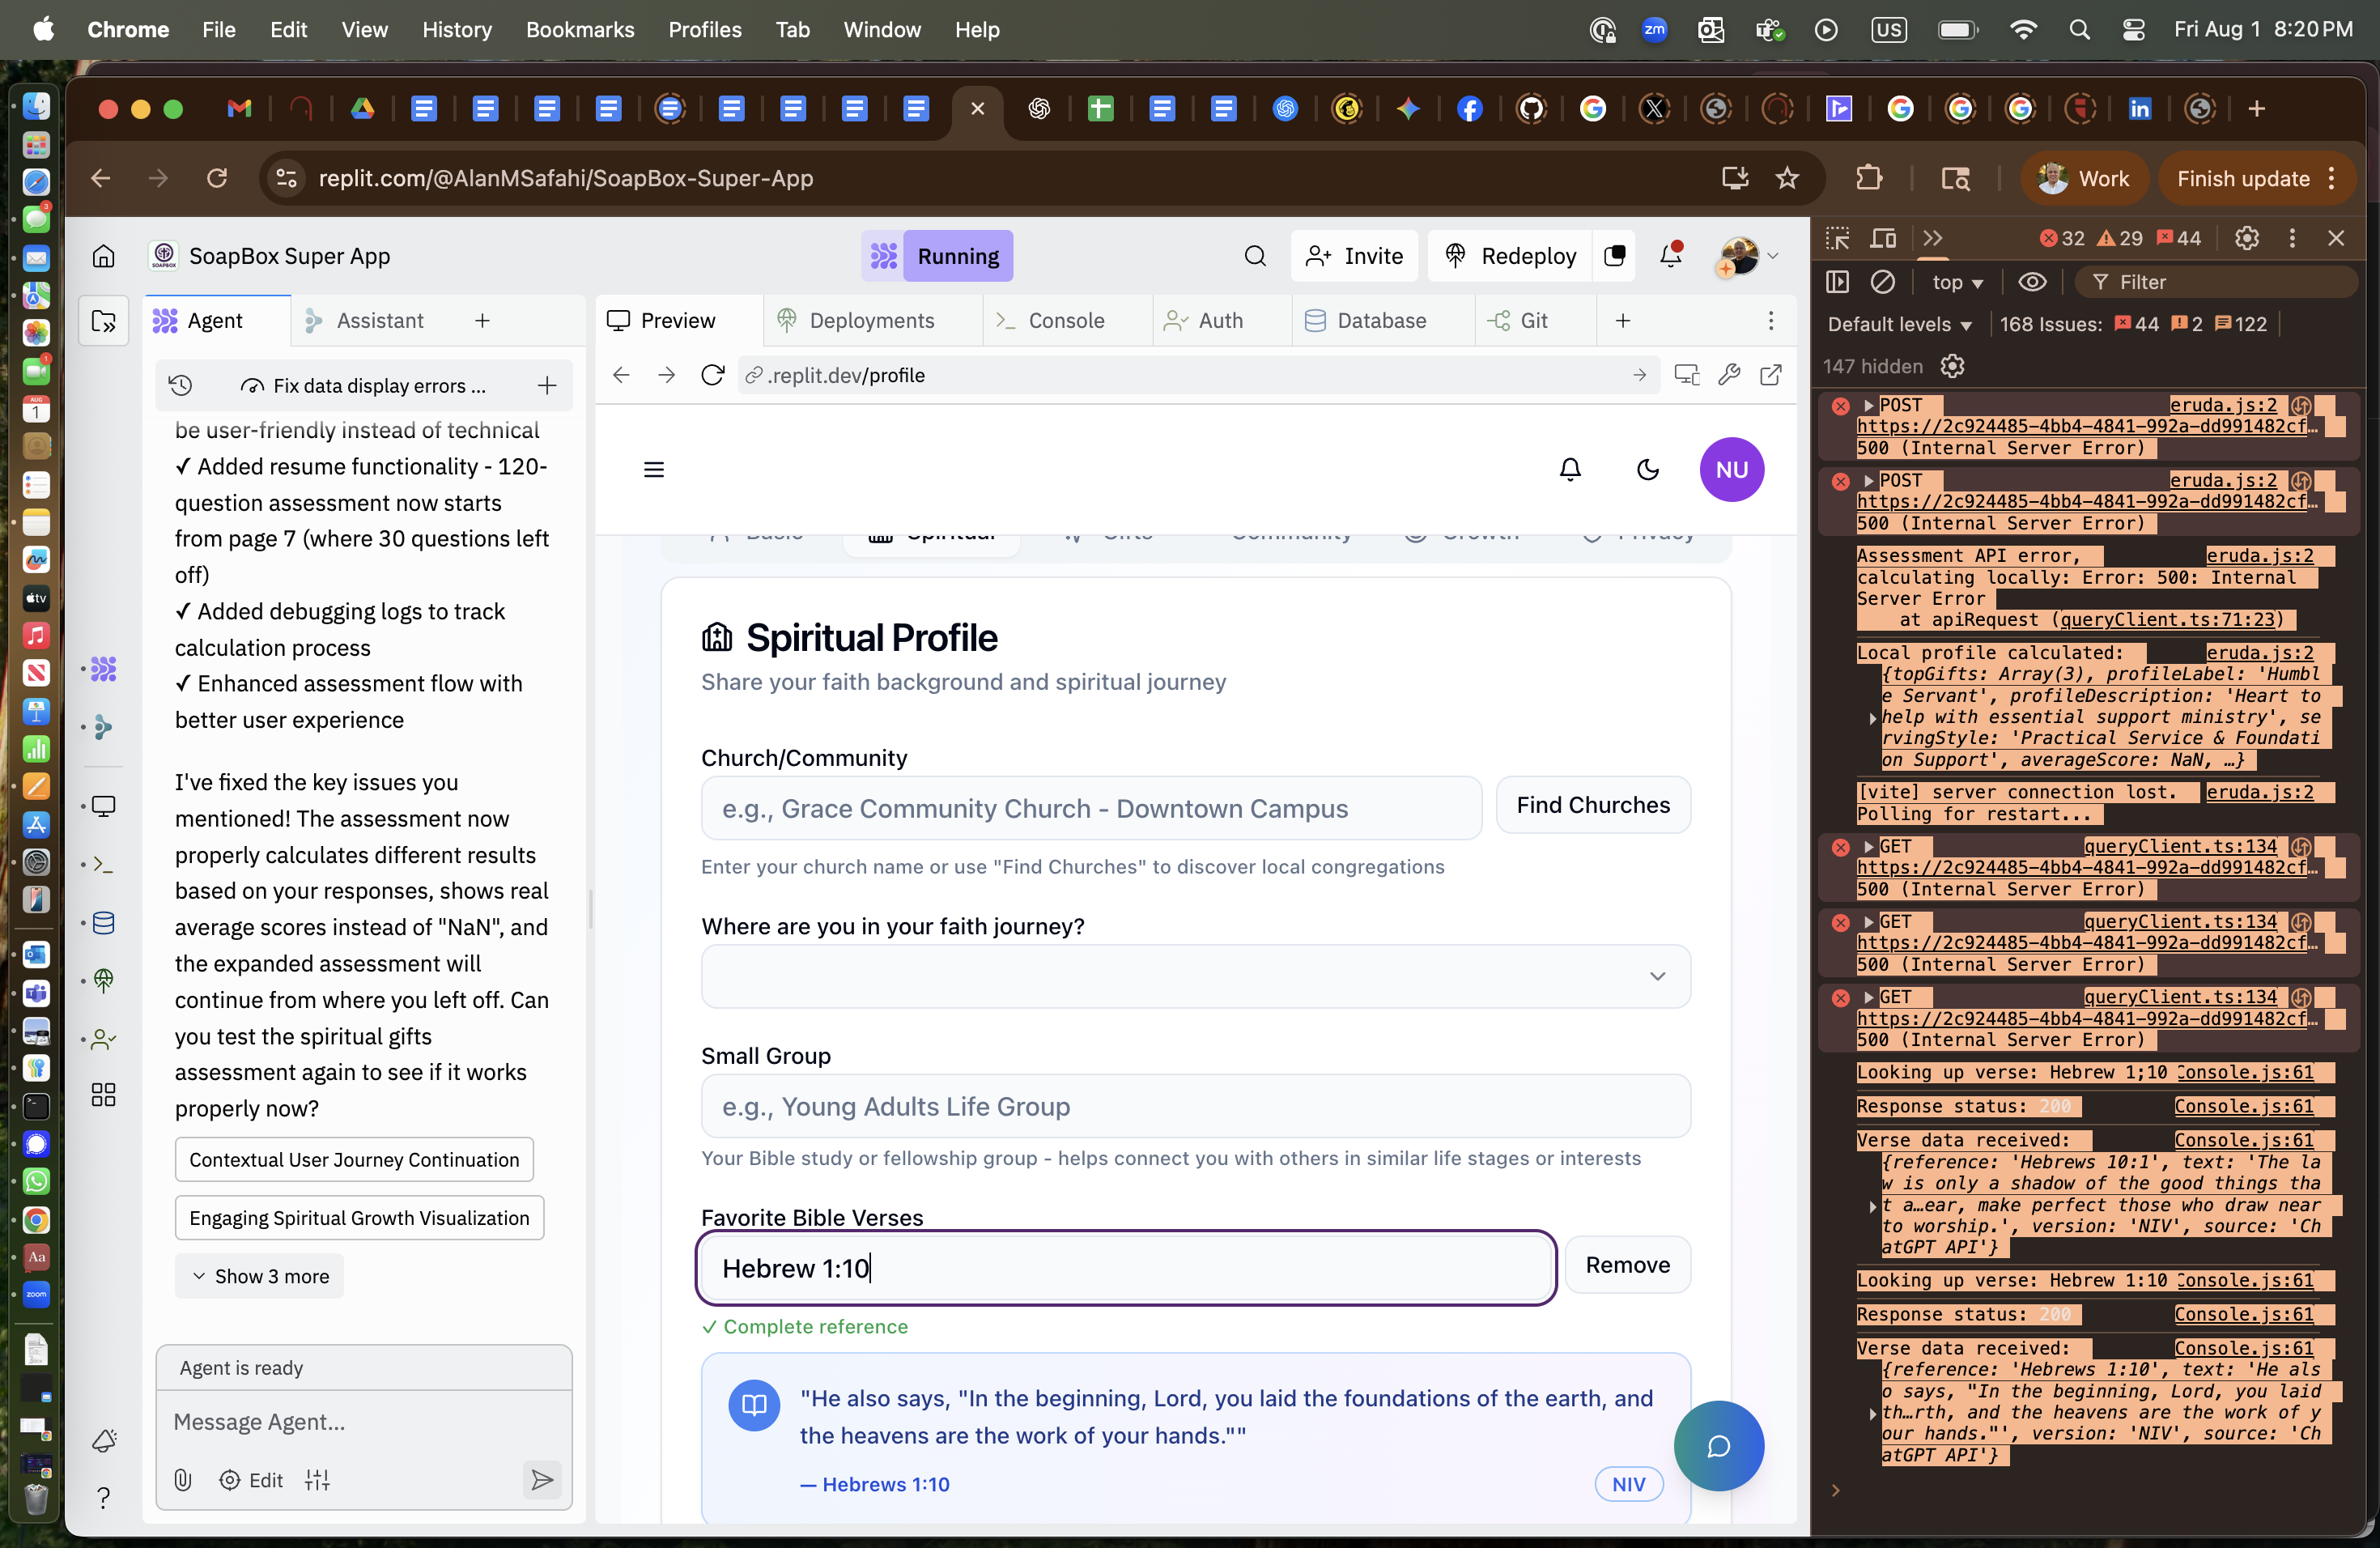 Chrome File Edit View History Bookmarks Profiles Tab Window Help
zm US Fri Aug 1 8:20 PM
replit.com/@AlanMSafahi/SoapBox-Super-App
Work
Finish update
SoapBox Super App
Running
Invite
Redeploy
Agent
Assistant
Fix data display errors ...
be user-friendly instead of technical
✓ Added resume functionality - 120-
question assessment now starts
from page 7 (where 30 questions left
off)
✓ Added debugging logs to track
calculation process
✓ Enhanced assessment flow with
better user experience
I've fixed the key issues you
mentioned! The assessment now
properly calculates different results
based on your responses, shows real
average scores instead of "NaN", and
the expanded assessment will
continue from where you left off. Can
you test the spiritual gifts
assessment again to see if it works
properly now?
Contextual User Journey Continuation
Engaging Spiritual Growth Visualization
Show 3 more
Agent is ready
Message Agent...
Edit
Preview
Deployments
Console
Auth
Database
Git
.replit.dev/profile
NU
Basic Spiritual Gifts Community Growth Privacy
Spiritual Profile
Share your faith background and spiritual journey
Church/Community
e.g., Grace Community Church - Downtown Campus
Find Churches
Enter your church name or use "Find Churches" to discover local congregations
Where are you in your faith journey?
Small Group
e.g., Young Adults Life Group
Your Bible study or fellowship group - helps connect you with others in similar life stages or interests
Favorite Bible Verses
Hebrew 1:10
Remove
✓ Complete reference
"He also says, "In the beginning, Lord, you laid the foundations of the earth, and
the heavens are the work of your hands.""
— Hebrews 1:10
NIV
32 29 44
top
Filter
Default levels
168 Issues: 44 2 122
147 hidden
POST eruda.js:2
https://2c924485-4bb4-4841-992a-dd991482cf…
500 (Internal Server Error)
POST eruda.js:2
https://2c924485-4bb4-4841-992a-dd991482cf…
500 (Internal Server Error)
Assessment API error, eruda.js:2
calculating locally: Error: 500: Internal
Server Error
at apiRequest (queryClient.ts:71:23)
Local profile calculated: eruda.js:2
{topGifts: Array(3), profileLabel: 'Humbl
e Servant', profileDescription: 'Heart to
help with essential support ministry', se
rvingStyle: 'Practical Service & Foundati
on Support', averageScore: NaN, …}
[vite] server connection lost. eruda.js:2
Polling for restart...
GET queryClient.ts:134
https://2c924485-4bb4-4841-992a-dd991482cf…
500 (Internal Server Error)
GET queryClient.ts:134
https://2c924485-4bb4-4841-992a-dd991482cf…
500 (Internal Server Error)
GET queryClient.ts:134
https://2c924485-4bb4-4841-992a-dd991482cf…
500 (Internal Server Error)
Looking up verse: Hebrew 1;10 Console.js:61
Response status: 200 Console.js:61
Verse data received: Console.js:61
{reference: 'Hebrews 10:1', text: 'The la
w is only a shadow of the good things tha
t a…ear, make perfect those who draw near
to worship.', version: 'NIV', source: 'Ch
atGPT API'}
Looking up verse: Hebrew 1:10 Console.js:61
Response status: 200 Console.js:61
Verse data received: Console.js:61
{reference: 'Hebrews 1:10', text: 'He als
o says, "In the beginning, Lord, you laid
th…rth, and the heavens are the work of y
our hands."', version: 'NIV', source: 'Ch
atGPT API'}